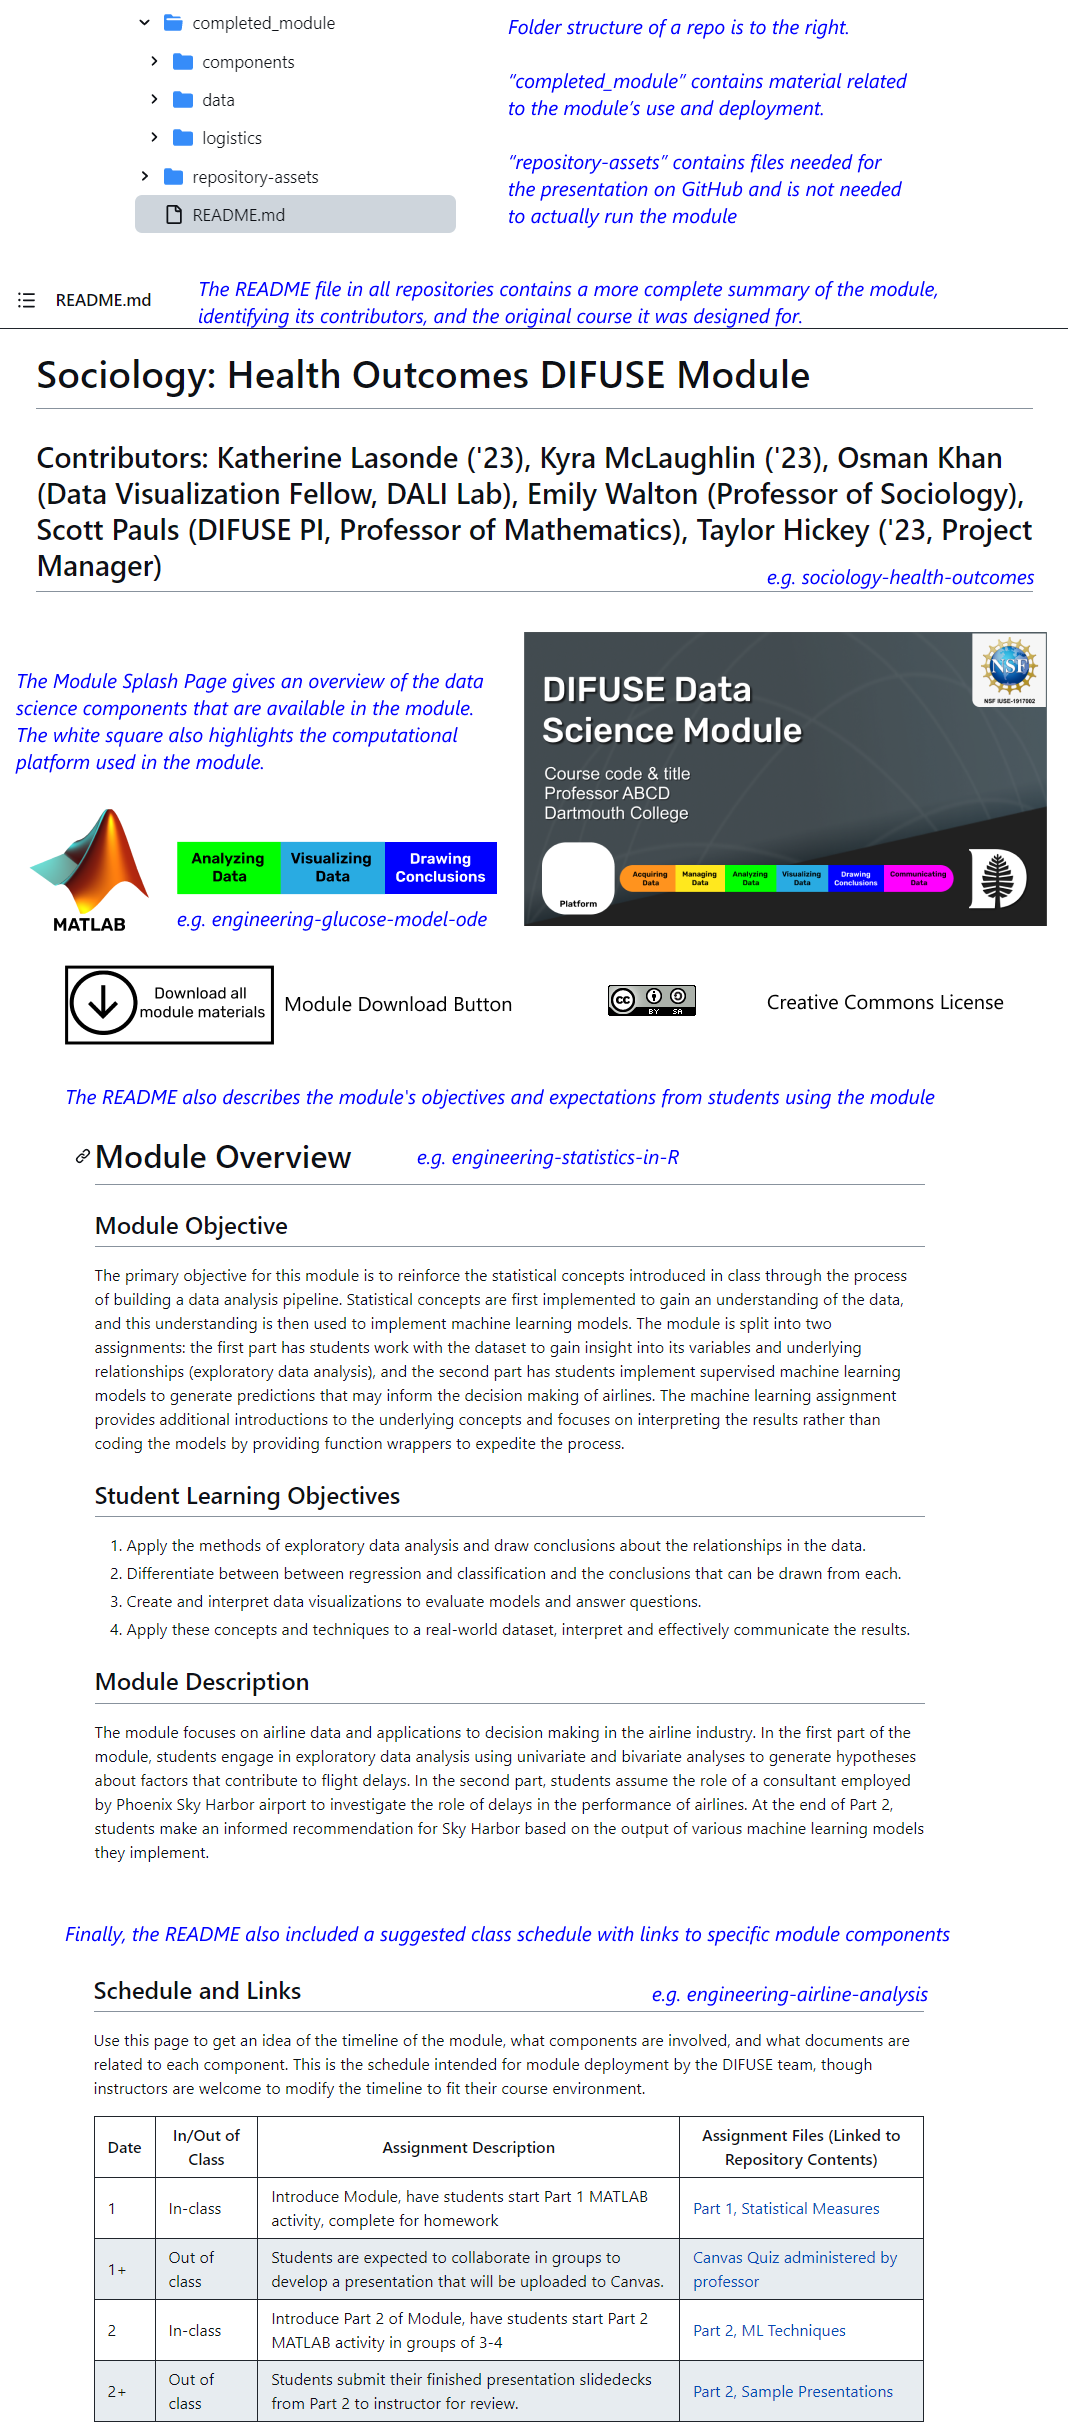 completed_module
components
data
logistics
repository-assets
README.md
Folder structure of a repo is to the right.
“completed_module” contains material related
to the module’s use and deployment.
“repository-assets” contains files needed for
the presentation on GitHub and is not needed
to actually run the module
README.md
The README file in all repositories contains a more complete summary of the module,
identifying its contributors, and the original course it was designed for.
Sociology: Health Outcomes DIFUSE Module
Contributors: Katherine Lasonde ('23), Kyra McLaughlin ('23), Osman Khan
(Data Visualization Fellow, DALI Lab), Emily Walton (Professor of Sociology),
Scott Pauls (DIFUSE PI, Professor of Mathematics), Taylor Hickey ('23, Project
Manager)
e.g. sociology-health-outcomes
The Module Splash Page gives an overview of the data
science components that are available in the module.
The white square also highlights the computational
platform used in the module.
MATLAB
Analyzing
Data
Visualizing
Data
Drawing
Conclusions
e.g. engineering-glucose-model-ode
DIFUSE Data
Science Module
NSF
NSF IUSE-1917002
Course code & title
Professor ABCD
Dartmouth College
Platform
Acquiring
Data
Managing
Data
Analyzing
Data
Visualizing
Data
Drawing
Conclusions
Communicating
Data
Download all
module materials
Module Download Button
cc
BY SA
Creative Commons License
The README also describes the module's objectives and expectations from students using the module
Module Overview
e.g. engineering-statistics-in-R
Module Objective
The primary objective for this module is to reinforce the statistical concepts introduced in class through the process
of building a data analysis pipeline. Statistical concepts are first implemented to gain an understanding of the data,
and this understanding is then used to implement machine learning models. The module is split into two
assignments: the first part has students work with the dataset to gain insight into its variables and underlying
relationships (exploratory data analysis), and the second part has students implement supervised machine learning
models to generate predictions that may inform the decision making of airlines. The machine learning assignment
provides additional introductions to the underlying concepts and focuses on interpreting the results rather than
coding the models by providing function wrappers to expedite the process.
Student Learning Objectives
1. Apply the methods of exploratory data analysis and draw conclusions about the relationships in the data.
2. Differentiate between between regression and classification and the conclusions that can be drawn from each.
3. Create and interpret data visualizations to evaluate models and answer questions.
4. Apply these concepts and techniques to a real-world dataset, interpret and effectively communicate the results.
Module Description
The module focuses on airline data and applications to decision making in the airline industry. In the first part of the
module, students engage in exploratory data analysis using univariate and bivariate analyses to generate hypotheses
about factors that contribute to flight delays. In the second part, students assume the role of a consultant employed
by Phoenix Sky Harbor airport to investigate the role of delays in the performance of airlines. At the end of Part 2,
students make an informed recommendation for Sky Harbor based on the output of various machine learning models
they implement.
Finally, the README also included a suggested class schedule with links to specific module components
Schedule and Links
e.g. engineering-airline-analysis
Use this page to get an idea of the timeline of the module, what components are involved, and what documents are
related to each component. This is the schedule intended for module deployment by the DIFUSE team, though
instructors are welcome to modify the timeline to fit their course environment.
Date
In/Out of
Class
Assignment Description
Assignment Files (Linked to
Repository Contents)
1
In-class
Introduce Module, have students start Part 1 MATLAB
activity, complete for homework
Part 1, Statistical Measures
1+
Out of
class
Students are expected to collaborate in groups to
develop a presentation that will be uploaded to Canvas.
Canvas Quiz administered by
professor
2
In-class
Introduce Part 2 of Module, have students start Part 2
MATLAB activity in groups of 3-4
Part 2, ML Techniques
2+
Out of
class
Students submit their finished presentation slidedecks
from Part 2 to instructor for review.
Part 2, Sample Presentations